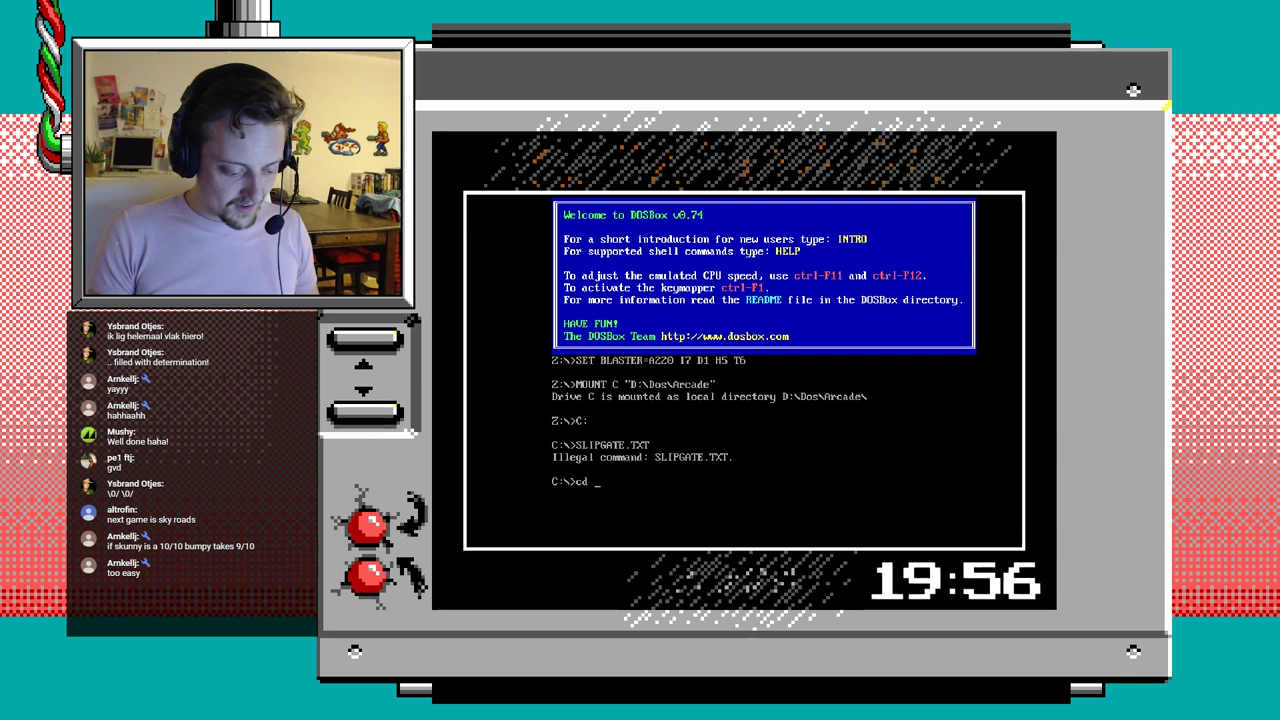 Ysbrand Otjes:
ik lig helemaal vlak hiero!
Ysbrand Otjes:
.. filled with determination!
Arnkellj:
yayyy
Arnkellj:
hahhaahh
Mushy:
Well done haha!
pe1 ftj:
gvd
Ysbrand Otjes:
\0/ \0/
altrofin:
next game is sky roads
Arnkellj:
if skunny is a 10/10 bumpy takes 9/10
Arnkellj:
too easy
Welcome to DOSBox v0.74
For a short introduction for new users type: INTRO
For supported shell commands type: HELP
To adjust the emulated CPU speed, use ctrl-F11 and ctrl-F12.
To activate the keymapper ctrl-F1.
For more information read the README file in the DOSBox directory.
HAVE FUN!
The DOSBox Team http://www.dosbox.com
Z:\>SET BLASTER=A220 I7 D1 H5 T6
Z:\>MOUNT C "D:\Dos\Arcade"
Drive C is mounted as local directory D:\Dos\Arcade\
Z:\>C:
C:\>SLIPGATE.TXT
Illegal command: SLIPGATE.TXT.
C:\>cd _
19:56